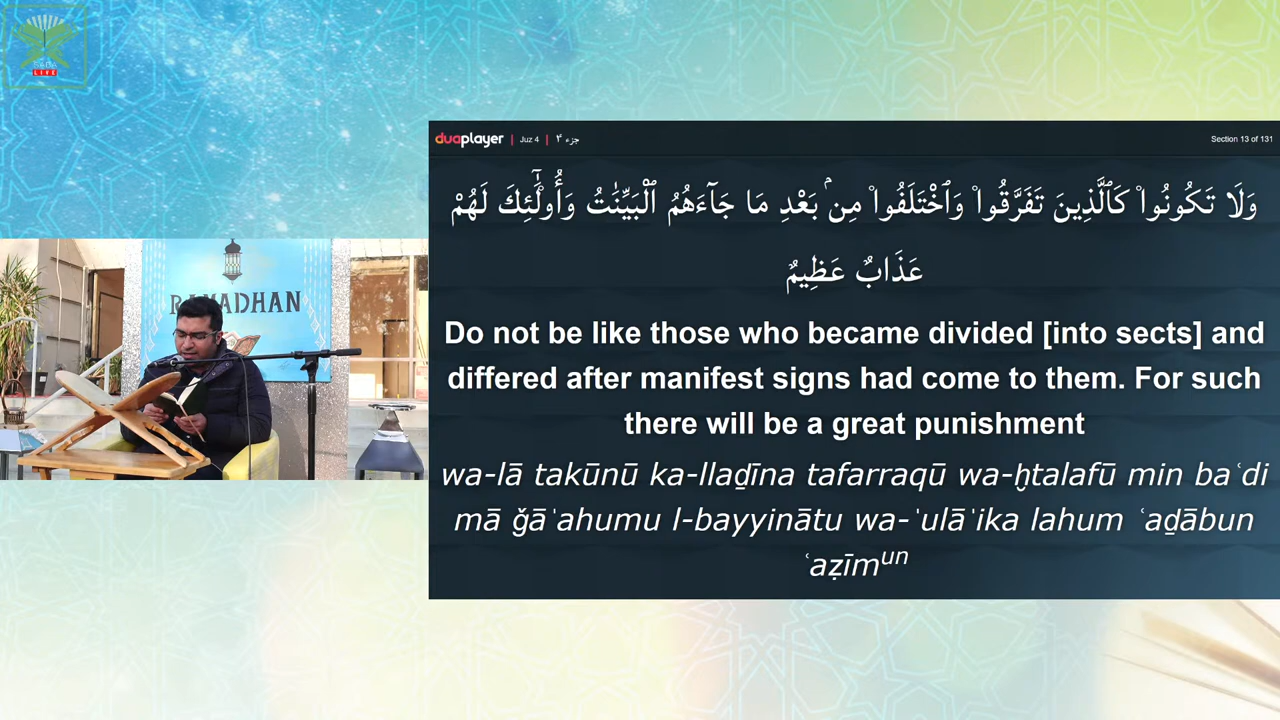 LIVE
duaplayer | Juz 4 | جزء ۴
Section 13 of 131
وَلَا تَكُونُوا۟ كَٱلَّذِينَ تَفَرَّقُوا۟ وَٱخْتَلَفُوا۟ مِنۢ بَعْدِ مَا جَآءَهُمُ ٱلْبَيِّنَٰتُ وَأُو۟لَٰٓئِكَ لَهُمْ
عَذَابٌ عَظِيمٌ
Do not be like those who became divided [into sects] and
differed after manifest signs had come to them. For such
there will be a great punishment
wa-lā takūnū ka-llaḏīna tafarraqū wa-ḫtalafū min baʿdi
mā ǧāʾahumu l-bayyinātu wa-ʾulāʾika lahum ʿaḏābun
ʿaẓīmᵘⁿ
RAMADHAN